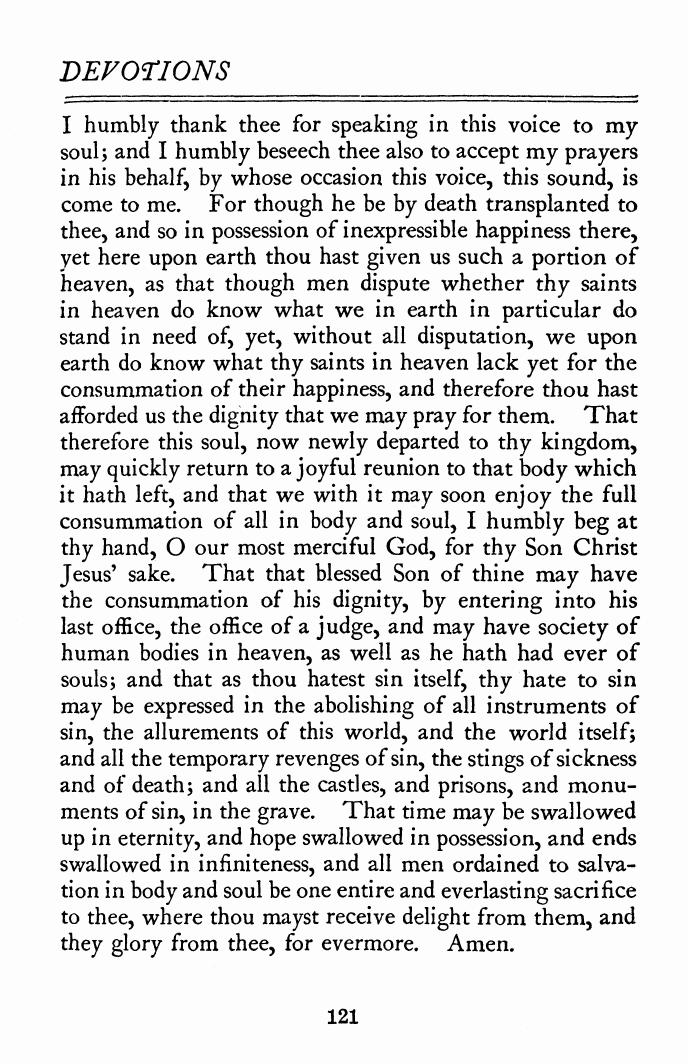 DEVOTIONS
I humbly thank thee for speaking in this voice to my
soul; and I humbly beseech thee also to accept my prayers
in his behalf, by whose occasion this voice, this sound, is
come to me. For though he be by death transplanted to
thee, and so in possession of inexpressible happiness there,
yet here upon earth thou hast given us such a portion of
heaven, as that though men dispute whether thy saints
in heaven do know what we in earth in particular do
stand in need of, yet, without all disputation, we upon
earth do know what thy saints in heaven lack yet for the
consummation of their happiness, and therefore thou hast
afforded us the dignity that we may pray for them. That
therefore this soul, now newly departed to thy kingdom,
may quickly return to a joyful reunion to that body which
it hath left, and that we with it may soon enjoy the full
consummation of all in body and soul, I humbly beg at
thy hand, O our most merciful God, for thy Son Christ
Jesus' sake. That that blessed Son of thine may have
the consummation of his dignity, by entering into his
last office, the office of a judge, and may have society of
human bodies in heaven, as well as he hath had ever of
souls; and that as thou hatest sin itself, thy hate to sin
may be expressed in the abolishing of all instruments of
sin, the allurements of this world, and the world itself;
and all the temporary revenges of sin, the stings of sickness
and of death; and all the castles, and prisons, and monu-
ments of sin, in the grave. That time may be swallowed
up in eternity, and hope swallowed in possession, and ends
swallowed in infiniteness, and all men ordained to salva-
tion in body and soul be one entire and everlasting sacrifice
to thee, where thou mayst receive delight from them, and
they glory from thee, for evermore. Amen.
121